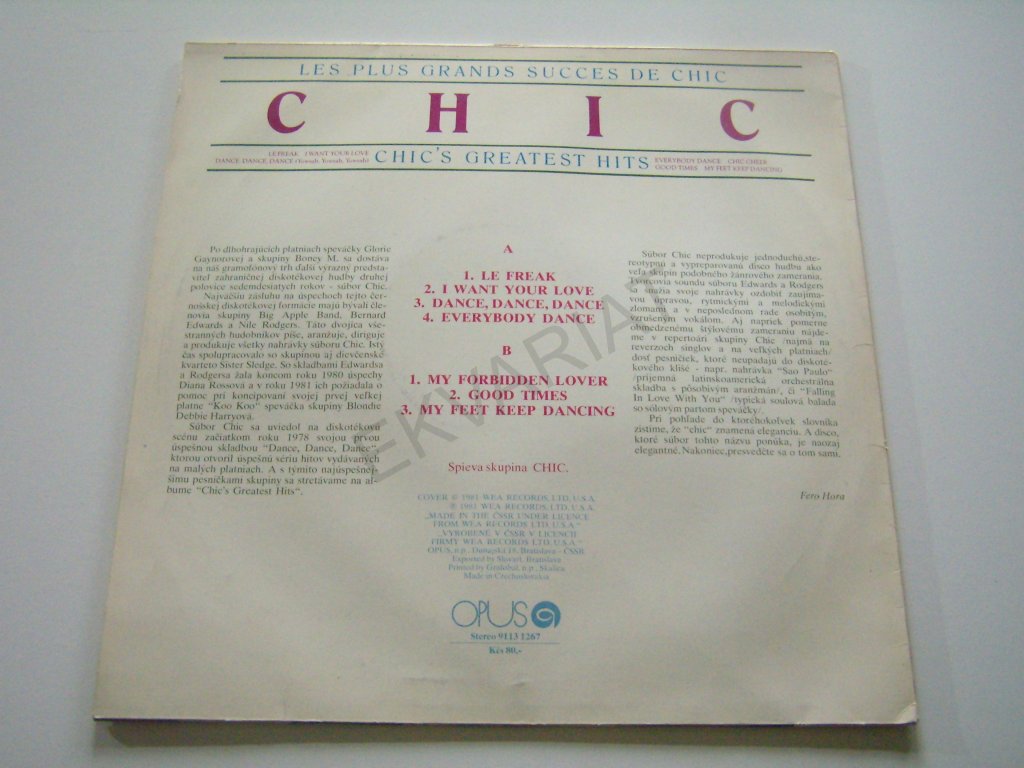 LES PLUS GRANDS SUCCES DE CHIC
CHIC
LE FREAK I WANT YOUR LOVE
DANCE, DANCE, DANCE (Yowsah, Yowsah, Yowsah)
CHIC'S GREATEST HITS
EVERYBODY DANCE CHIC CHEER
GOOD TIMES MY FEET KEEP DANCING
Po dlhohrajúcich platniach speváčky Glorie
Gaynorovej a skupiny Boney M. sa dostáva
na náš gramofónový trh ďalší výrazný predsta-
viteľ zahraničnej diskotékovej hudby druhej
polovice sedemdesiatych rokov - súbor Chic.
Najväčšiu zásluhu na úspechoch tejto čer-
nošskej diskotékovej formácie majú bývalí čle-
novia skupiny Big Apple Band, Bernard
Edwards a Nile Rodgers. Táto dvojica vše-
stranných hudobníkov píše, aranžuje, diriguje
a produkuje všetky nahrávky súboru Chic. Istý
čas spolupracovalo so skupinou aj dievčenské
kvarteto Sister Sledge. So skladbami Edwardsa
a Rodgersa žala koncom roku 1980 úspechy
Diana Rossová a v roku 1981 ich požiadala o
pomoc pri koncipovaní svojej prvej veľkej
platne "Koo Koo" speváčka skupiny Blondie
Debbie Harryová.
Súbor Chic sa uviedol na diskotékovú
scénu začiatkom roku 1978 svojou prvou
úspešnou skladbou "Dance, Dance, Dance",
ktorou otvoril úspešnú sériu hitov vydávaných
na malých platniach. A s týmito najúspešnej-
šími pesničkami skupiny sa stretávame na al-
bume "Chic's Greatest Hits".
A
1. LE FREAK
2. I WANT YOUR LOVE
3. DANCE, DANCE, DANCE
4. EVERYBODY DANCE
B
1. MY FORBIDDEN LOVER
2. GOOD TIMES
3. MY FEET KEEP DANCING
Spieva skupina CHIC.
COVER © 1981 WEA RECORDS, LTD, U.S.A.
℗ 1981 WEA RECORDS LTD, U.S.A.
„MADE IN THE ČSSR UNDER LICENCE
FROM WEA RECORDS LTD, U.S.A."
„VYROBENÉ V ČSSR V LICENCII
FIRMY WEA RECORDS LTD, U.S.A."
OPUS, n.p., Dunajská 18, Bratislava - ČSSR
Exported by Slovart, Bratislava
Printed by Grafobal, n.p., Skalica
Made in Czechoslovakia
OPUS
Stereo 9113 1267
Kčs 80,-
Súbor Chic neprodukuje jednoduchú, ste-
reotypnú a vypreparovanú disco hudbu ako
veľa skupín podobného žánrového zamerania.
Tvorcovia soundu súboru Edwards a Rodgers
sa snažia svoje nahrávky ozdobiť zaujíma-
vou úpravou, rytmickými a melodickými
zlomami a v neposlednom rade osobitým,
vzrušeným vokálom. Aj napriek pomerne
obmedzenému štýlovému zameraniu nájde-
me v repertoári skupiny Chic /najmä na
reverzoch singlov a na veľkých platniach/
dosť pesničiek, ktoré neupadajú do diskoté-
kového klišé - napr. nahrávka "Sao Paulo"
/príjemná latinskoamerická orchestrálna
skladba s pôsobivým aranžmán/, či "Falling
In Love With You" /typická soulová balada
so sólovým partom speváčky/.
Pri pohľade do ktoréhokoľvek slovníka
zistíme, že "chic" znamená eleganciu. A disco,
ktoré súbor tohto názvu ponúka, je naozaj
elegantné. Nakoniec, presvedčte sa o tom sami.
Fero Hora
EKVARIAT